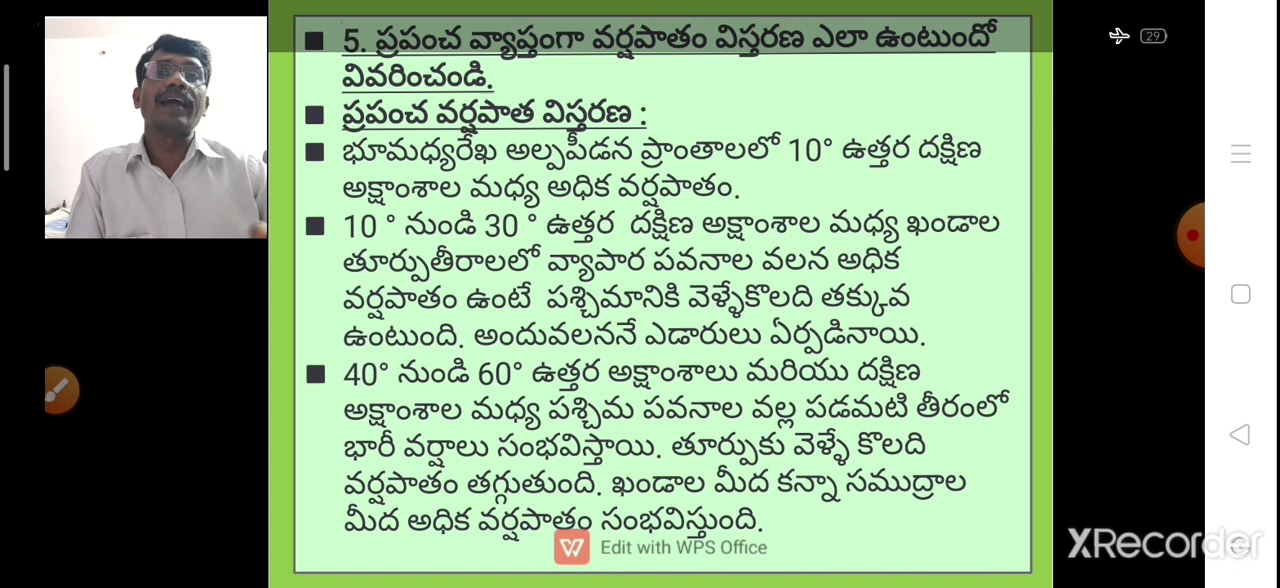 5. ప్రపంచ వ్యాప్తంగా వర్షపాతం విస్తరణ ఎలా ఉంటుందో
వివరించండి.
ప్రపంచ వర్షపాత విస్తరణ :
భూమధ్యరేఖ అల్పపీడన ప్రాంతాలలో 10° ఉత్తర దక్షిణ
అక్షాంశాల మధ్య అధిక వర్షపాతం.
10 ° నుండి 30 ° ఉత్తర దక్షిణ అక్షాంశాల మధ్య ఖండాల
తూర్పుతీరాలలో వ్యాపార పవనాల వలన అధిక
వర్షపాతం ఉంటే పశ్చిమానికి వెళ్ళేకొలది తక్కువ
ఉంటుంది. అందువలననే ఎడారులు ఏర్పడినాయి.
40° నుండి 60° ఉత్తర అక్షాంశాలు మరియు దక్షిణ
అక్షాంశాల మధ్య పశ్చిమ పవనాల వల్ల పడమటి తీరంలో
భారీ వర్షాలు సంభవిస్తాయి. తూర్పుకు వెళ్ళే కొలది
వర్షపాతం తగ్గుతుంది. ఖండాల మీద కన్నా సముద్రాల
మీద అధిక వర్షపాతం సంభవిస్తుంది.
W Edit with WPS Office
29
XRecorder